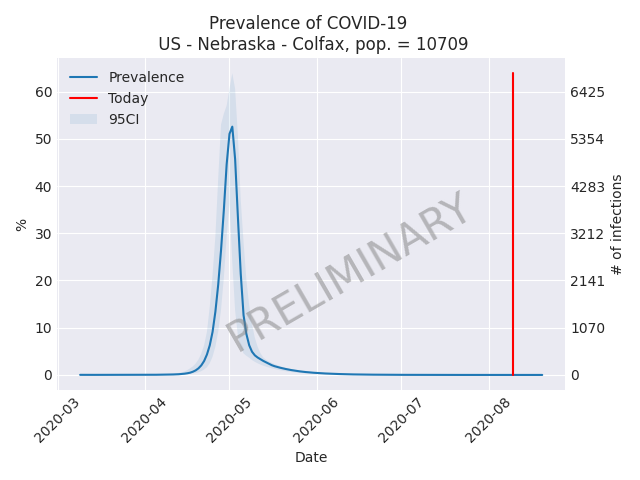 Prevalence of COVID-19
US - Nebraska - Colfax, pop. = 10709
Prevalence
Today
95CI
60
50
40
30
20
10
0
%
6425
5354
4283
3212
2141
1070
0
# of infections
PRELIMINARY
2020-03
2020-04
2020-05
2020-06
2020-07
2020-08
Date